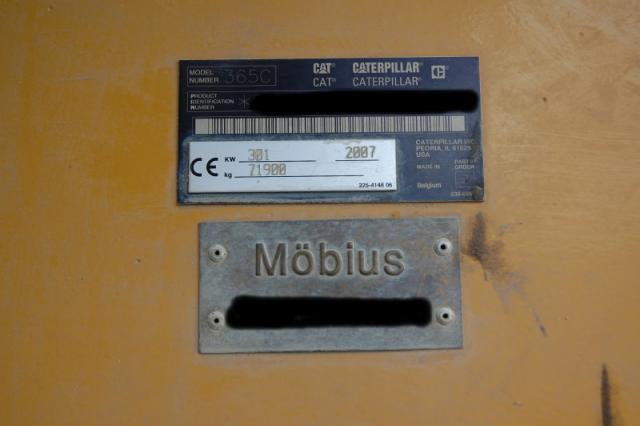 MODEL NUMBER 365C
CAT CATERPILLAR C
CAT® CATERPILLAR®
PRODUCT
IDENTIFICATION
NUMBER
CATERPILLAR INC.
PEORIA, IL 61629
USA
MADE IN
Belgium
CE
KW 301 2007
kg 71900
225-4148 06
Möbius